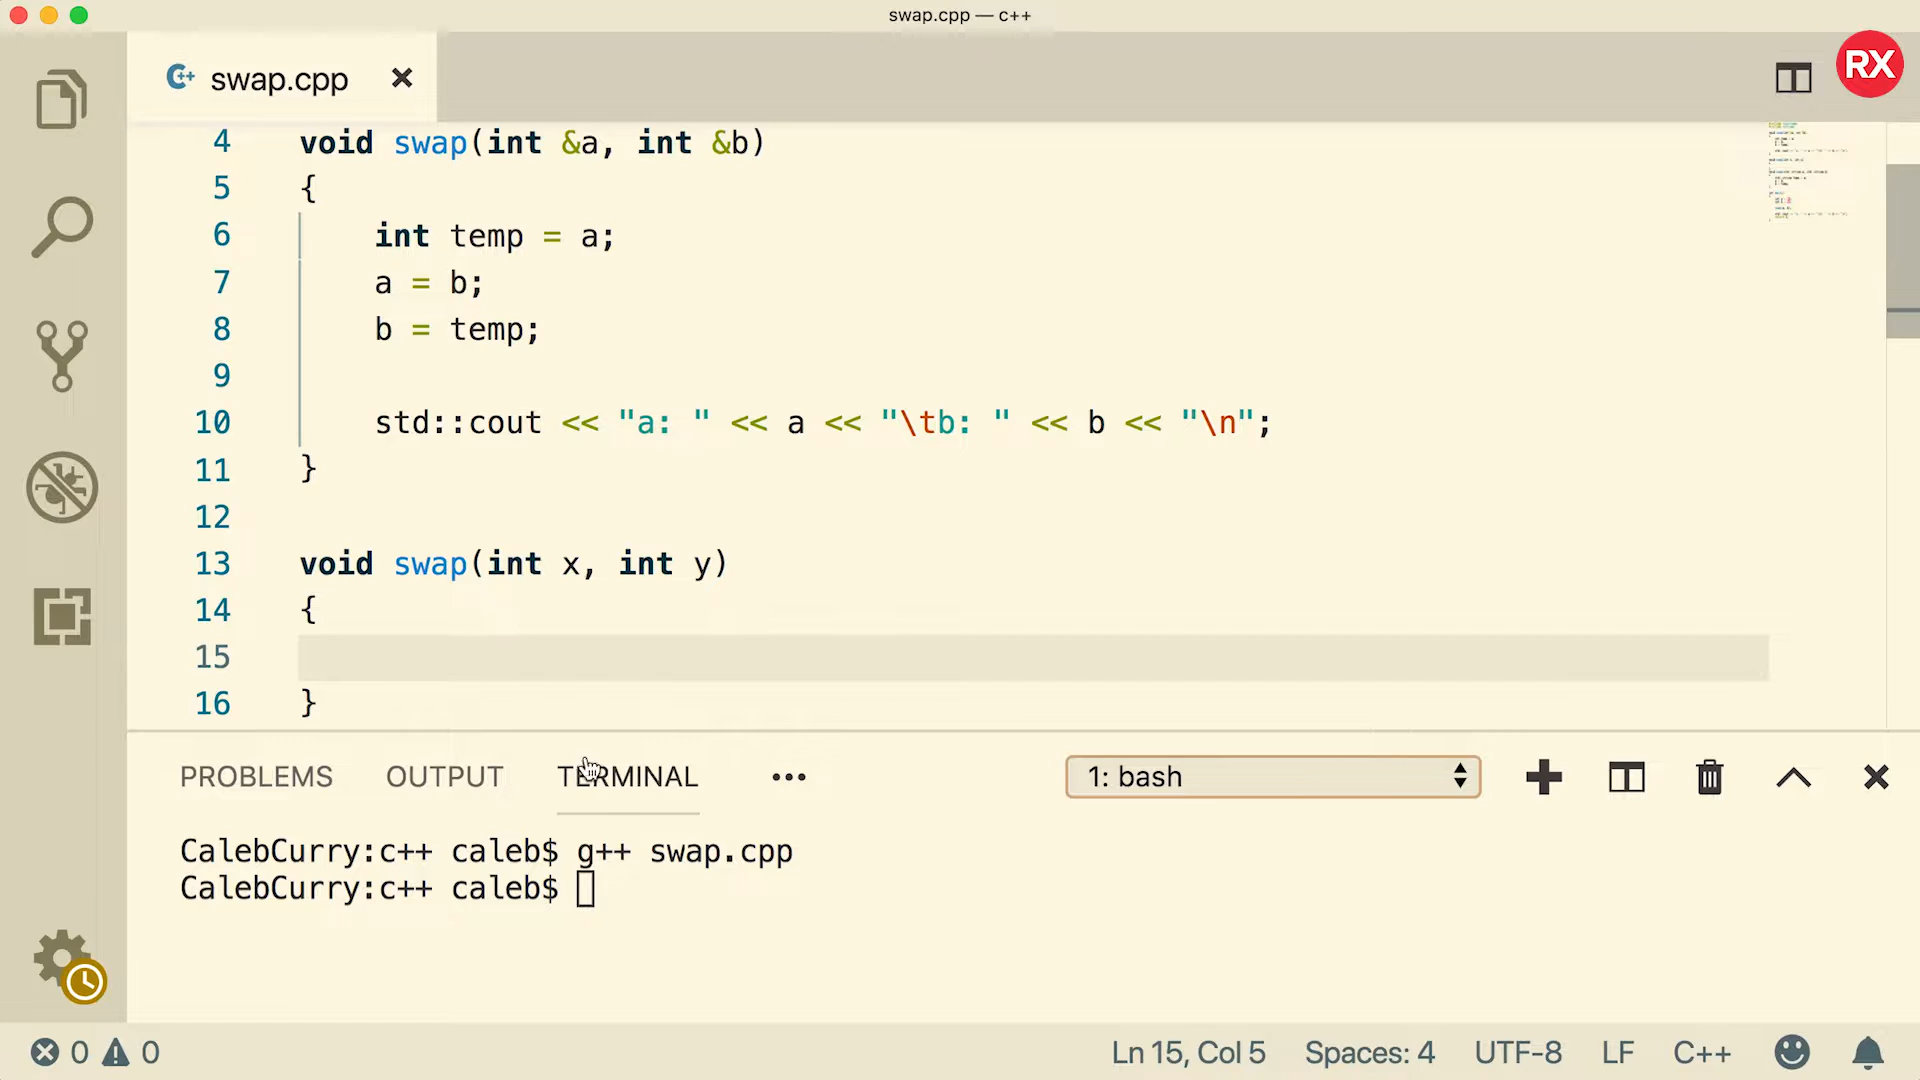 swap.cpp — c++
swap.cpp
RX
4 void swap(int &a, int &b)
5 {
6 int temp = a;
7 a = b;
8 b = temp;
9
10 std::cout << "a: " << a << "\tb: " << b << "\n";
11 }
12
13 void swap(int x, int y)
14 {
15
16 }
PROBLEMS OUTPUT TERMINAL ••• 1: bash
CalebCurry:c++ caleb$ g++ swap.cpp
CalebCurry:c++ caleb$
0 0 Ln 15, Col 5 Spaces: 4 UTF-8 LF C++